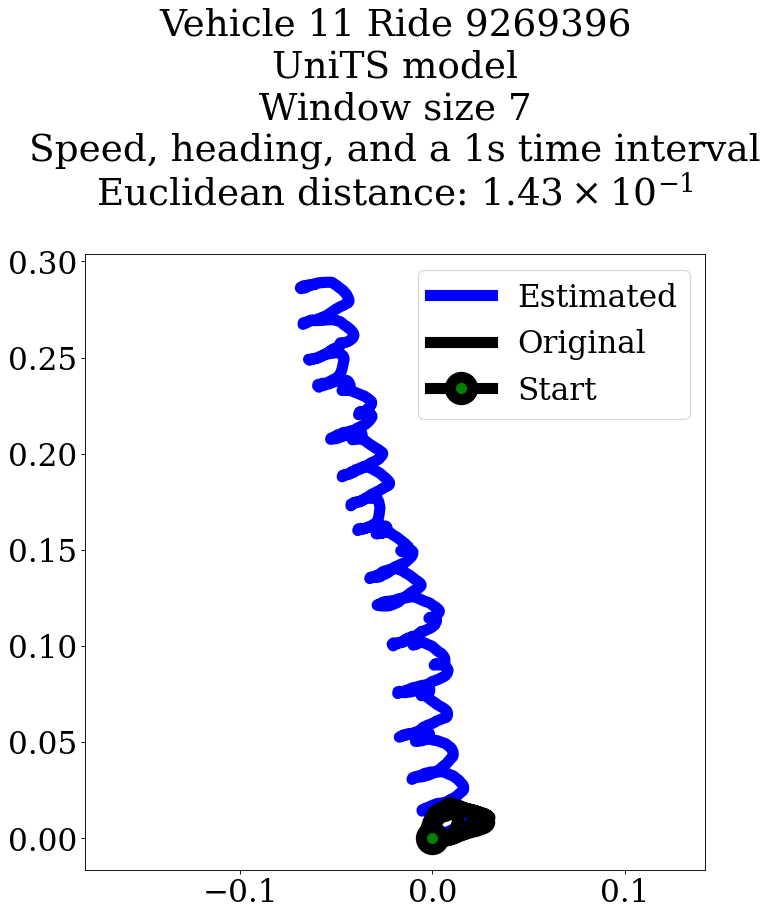 Vehicle 11 Ride 9269396
UniTS model
Window size 7
Speed, heading, and a 1s time interval
Euclidean distance: 1.43 × 10⁻¹
0.30
0.25
0.20
0.15
0.10
0.05
0.00
−0.1
0.0
0.1
Estimated
Original
Start